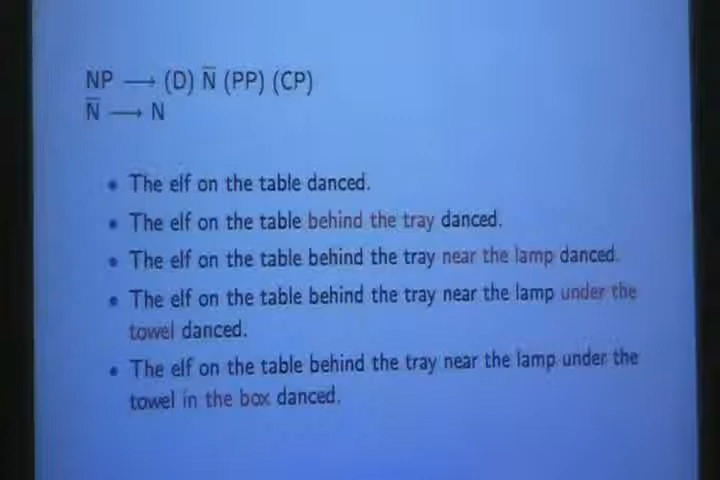 NP ⟶ (D) N̅ (PP) (CP)
N̅ ⟶ N
• The elf on the table danced.
• The elf on the table behind the tray danced.
• The elf on the table behind the tray near the lamp danced.
• The elf on the table behind the tray near the lamp under the
towel danced.
• The elf on the table behind the tray near the lamp under the
towel in the box danced.